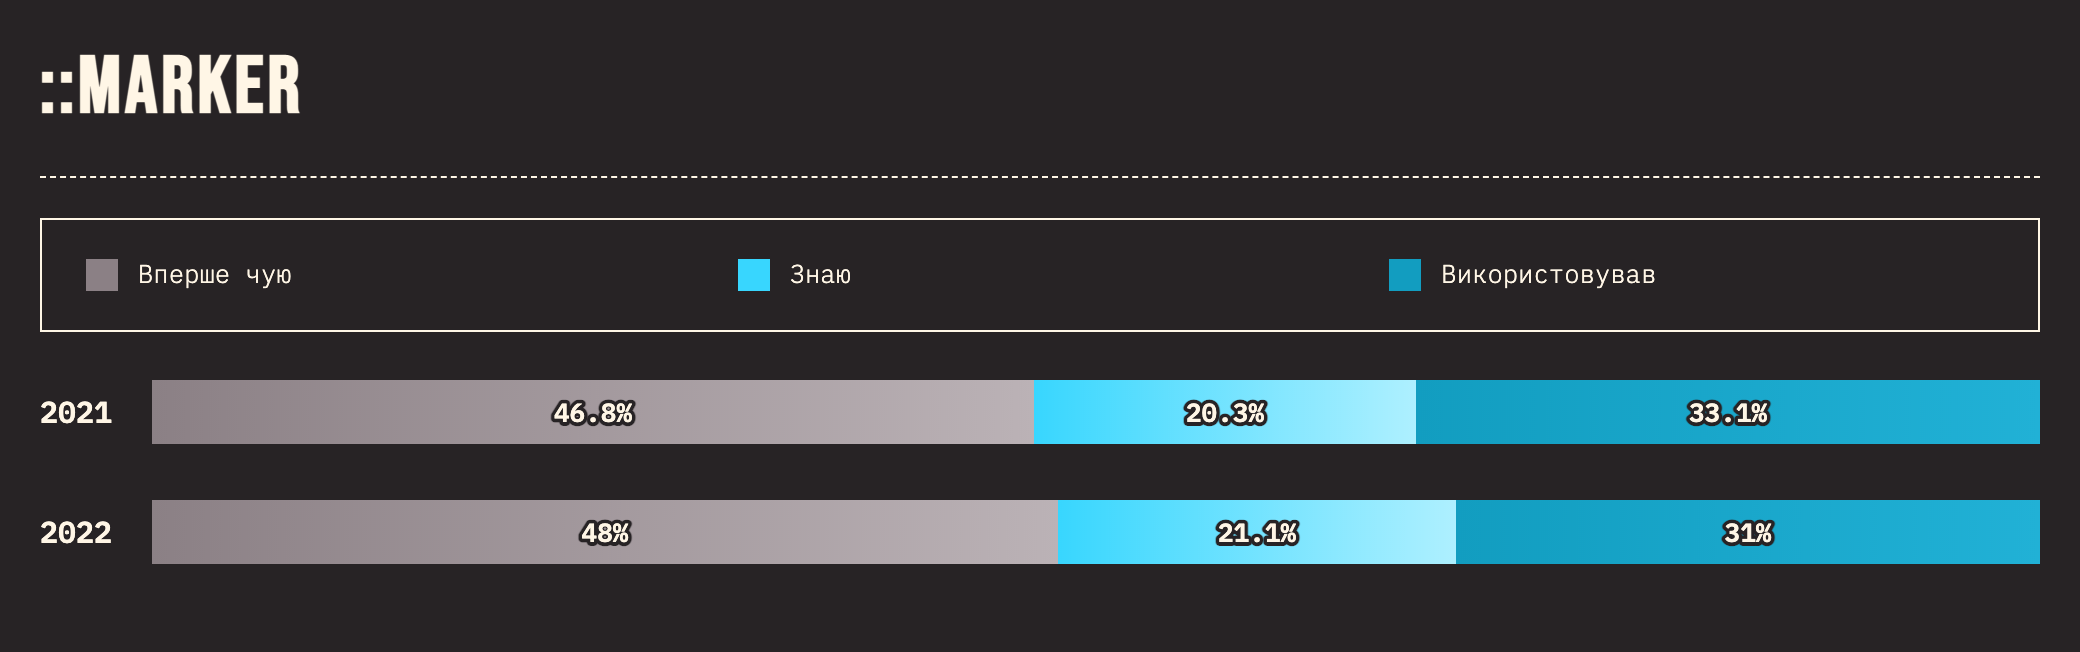 ::MARKER
Вперше чую Знаю Використовував
2021 46.8% 20.3% 33.1%
2022 48% 21.1% 31%